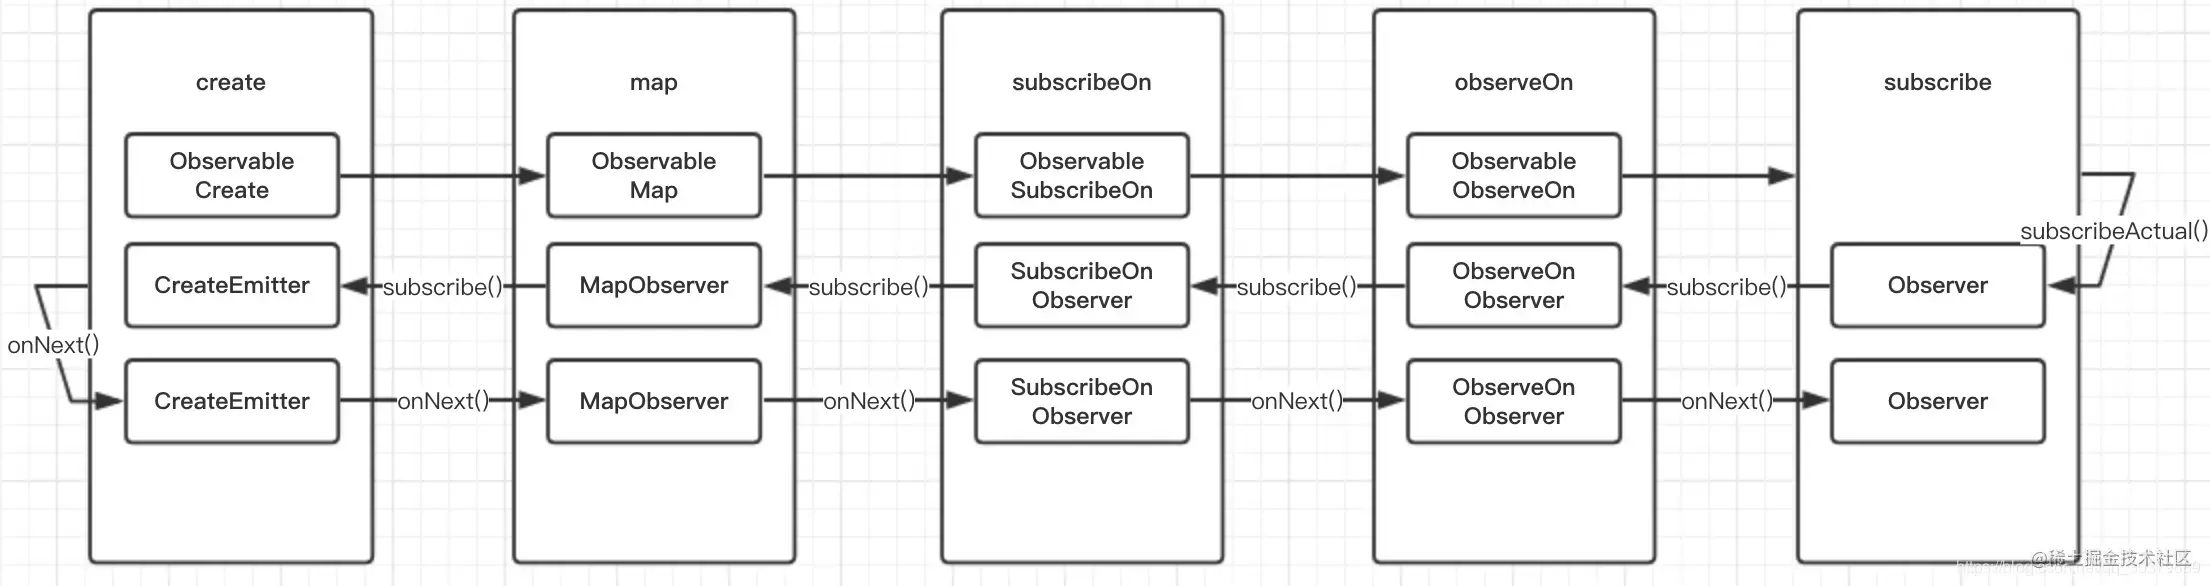 create
map
subscribeOn
observeOn
subscribe
Observable
Create
Observable
Map
Observable
SubscribeOn
Observable
ObserveOn
subscribeActual()
CreateEmitter
subscribe()
MapObserver
subscribe()
SubscribeOn
Observer
subscribe()
ObserveOn
Observer
subscribe()
Observer
onNext()
CreateEmitter
onNext()
MapObserver
onNext()
SubscribeOn
Observer
onNext()
ObserveOn
Observer
onNext()
Observer
@稀土掘金技术社区